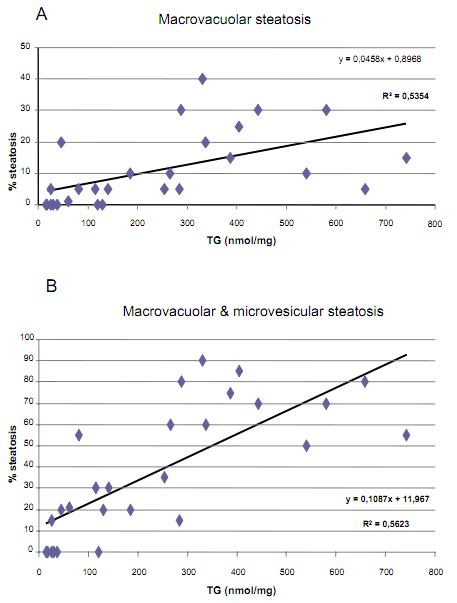 A
Macrovacuolar steatosis
50
y = 0,0458x + 0,8968
40
R² = 0,5354
30
20
10
0
% steatosis
0 100 200 300 400 500 600 700 800
TG (nmol/mg)
B
Macrovacuolar & microvesicular steatosis
100
90
80
70
60
50
40
30
20
10
0
% steatosis
y = 0,1087x + 11,967
R² = 0,5623
0 100 200 300 400 500 600 700 800
TG (nmol/mg)